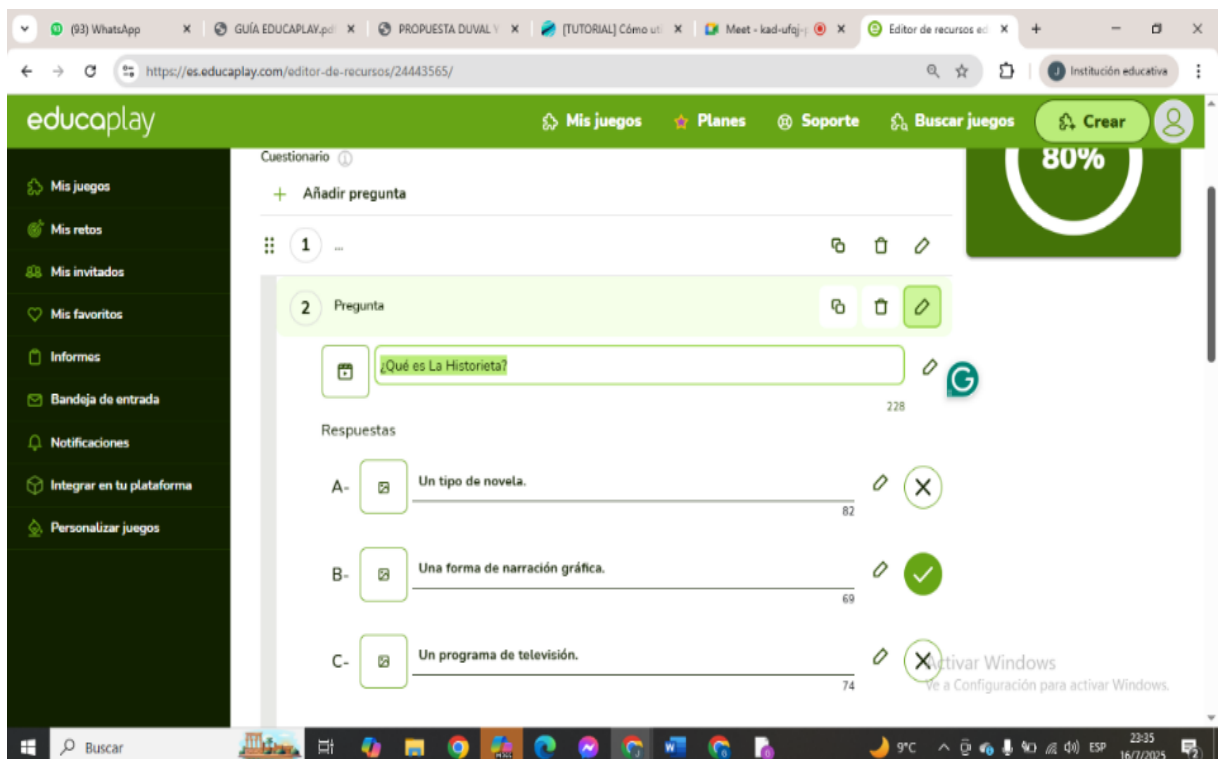 (93) WhatsApp
GUÍA EDUCAPLAY.pd
PROPUESTA DUVAL Y
[TUTORIAL] Cómo uti
Meet - kad-ufqj-
Editor de recursos ed
https://es.educaplay.com/editor-de-recursos/24443565/
Institución educativa
educaplay
Mis juegos
Planes
Soporte
Buscar juegos
Crear
Mis juegos
Mis retos
Mis invitados
Mis favoritos
Informes
Bandeja de entrada
Notificaciones
Integrar en tu plataforma
Personalizar juegos
80%
Cuestionario
+ Añadir pregunta
1 ...
2 Pregunta
¿Qué es La Historieta?
228
Respuestas
A- Un tipo de novela.
82
B- Una forma de narración gráfica.
69
C- Un programa de televisión.
74
Activar Windows
Ve a Configuración para activar Windows.
Buscar
9°C
ESP
23:35
16/7/2025